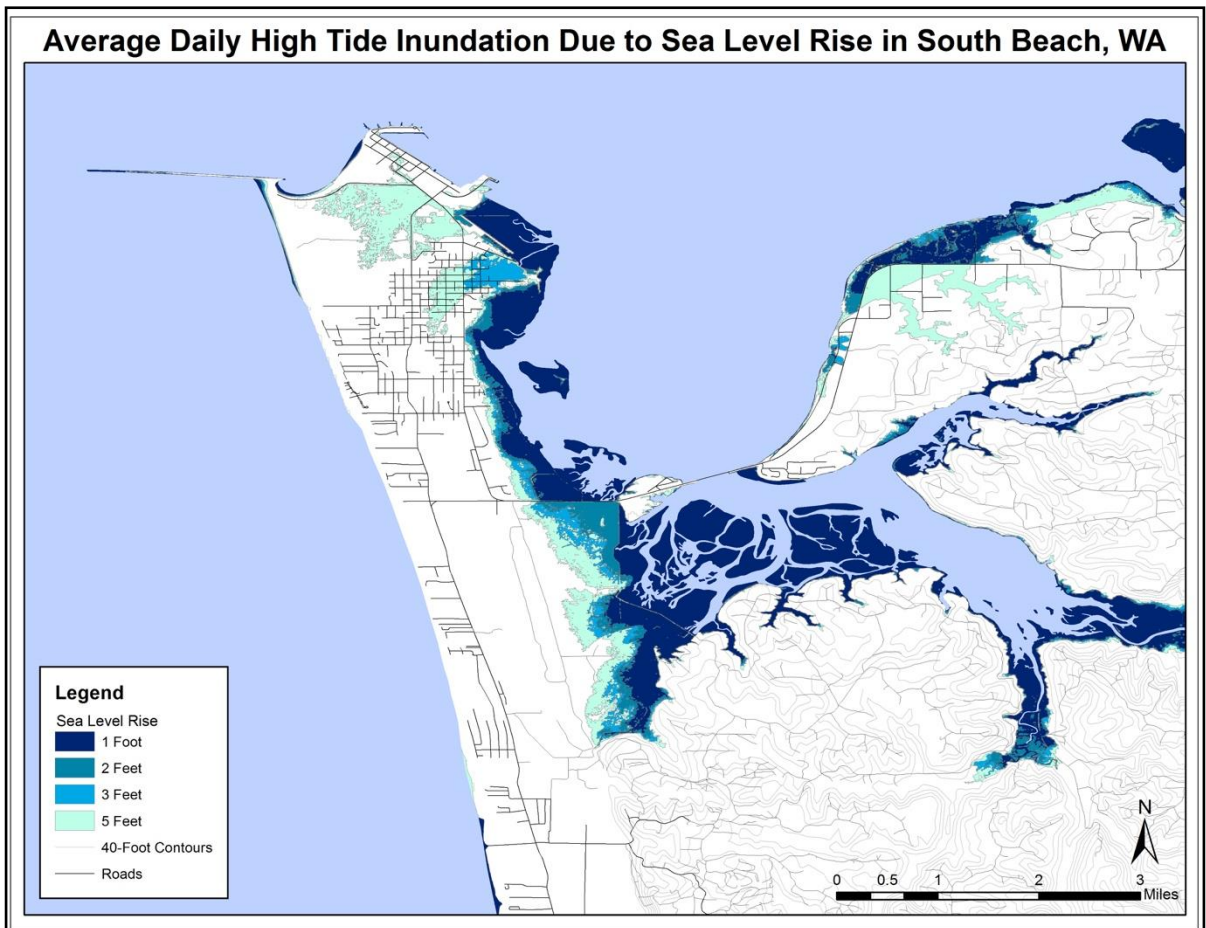 Average Daily High Tide Inundation Due to Sea Level Rise in South Beach, WA
Legend
Sea Level Rise
1 Foot
2 Feet
3 Feet
5 Feet
40-Foot Contours
Roads
N
0 0.5 1 2 3
Miles